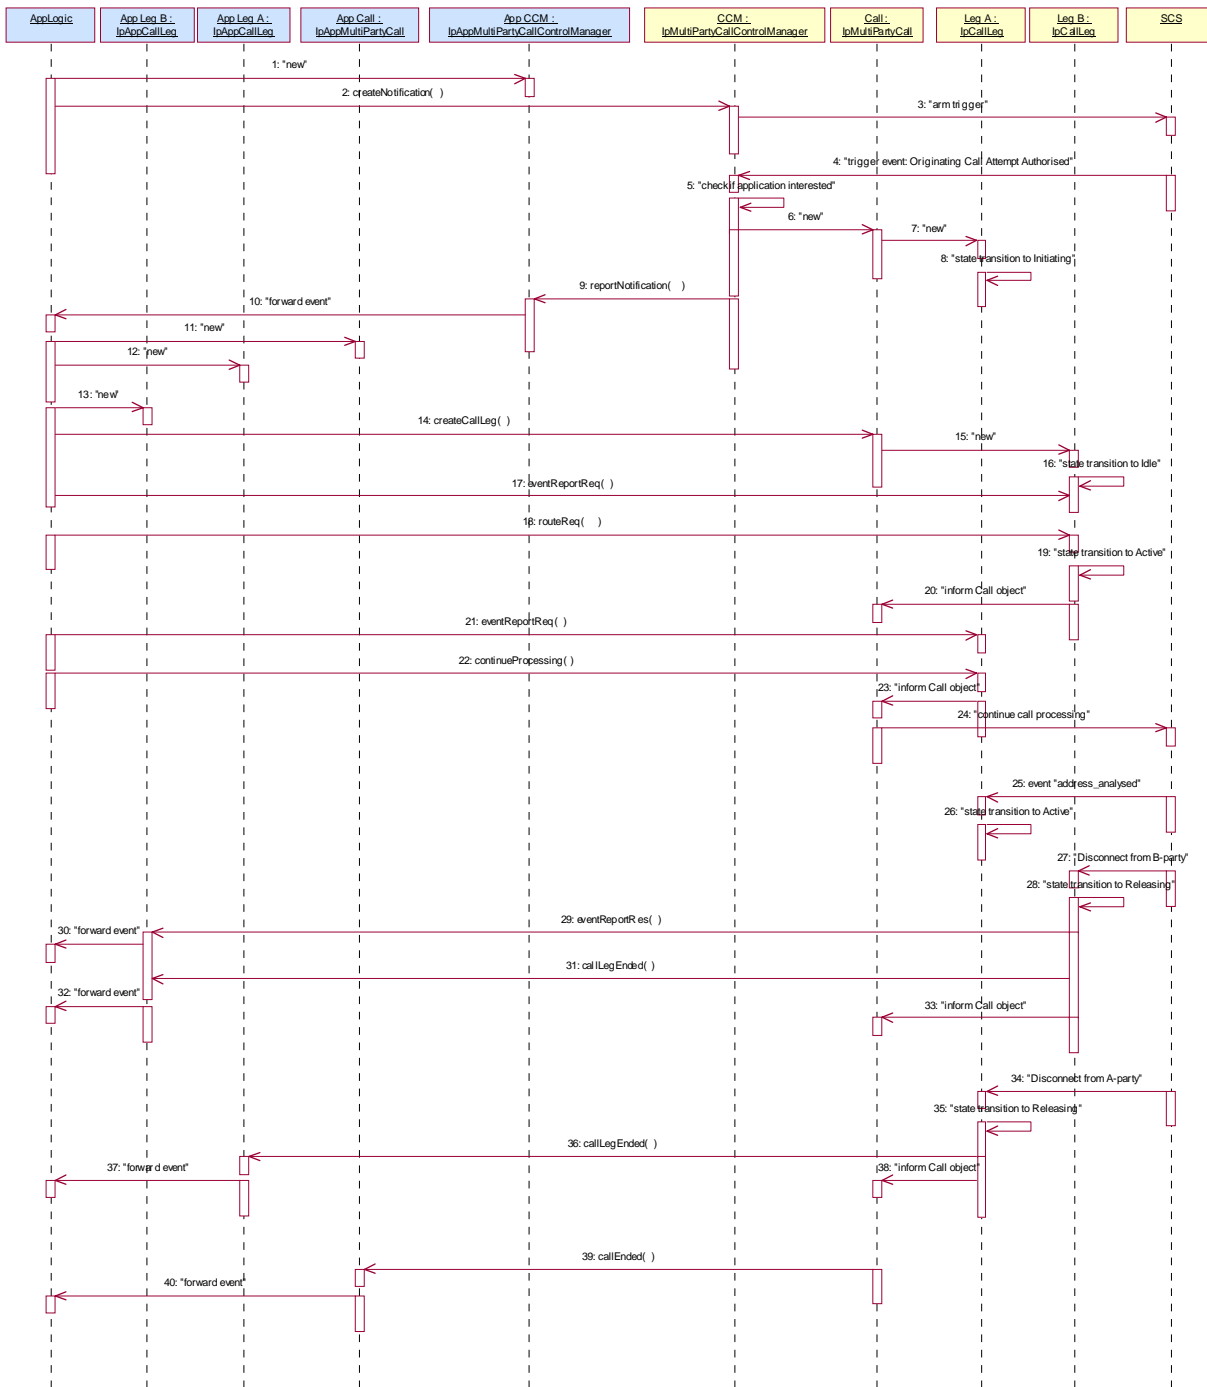 AppLogic
App Leg B :
IpAppCallLeg
App Leg A :
IpAppCallLeg
App Call :
IpAppMultiPartyCall
App CCM :
IpAppMultiPartyCallControlManager
CCM :
IpMultiPartyCallControlManager
Call :
IpMultiPartyCall
Leg A :
IpCallLeg
Leg B :
IpCallLeg
SCS
1: "new"
2: createNotification( )
3: "arm trigger"
4: "trigger event: Originating Call Attempt Authorised"
5: "check if application interested"
6: "new"
7: "new"
8: "state transition to Initiating"
9: reportNotification( )
10: "forward event"
11: "new"
12: "new"
13: "new"
14: createCallLeg( )
15: "new"
16: "state transition to Idle"
17: eventReportReq( )
18: routeReq( )
19: "state transition to Active"
20: "inform Call object"
21: eventReportReq( )
22: continueProcessing( )
23: "inform Call object"
24: "continue call processing"
25: event "address_analysed"
26: "state transition to Active"
27: "Disconnect from B-party"
28: "state transition to Releasing"
29: eventReportRes( )
30: "forward event"
31: callLegEnded( )
32: "forward event"
33: "inform Call object"
34: "Disconnect from A-party"
35: "state transition to Releasing"
36: callLegEnded( )
37: "forward event"
38: "inform Call object"
39: callEnded( )
40: "forward event"